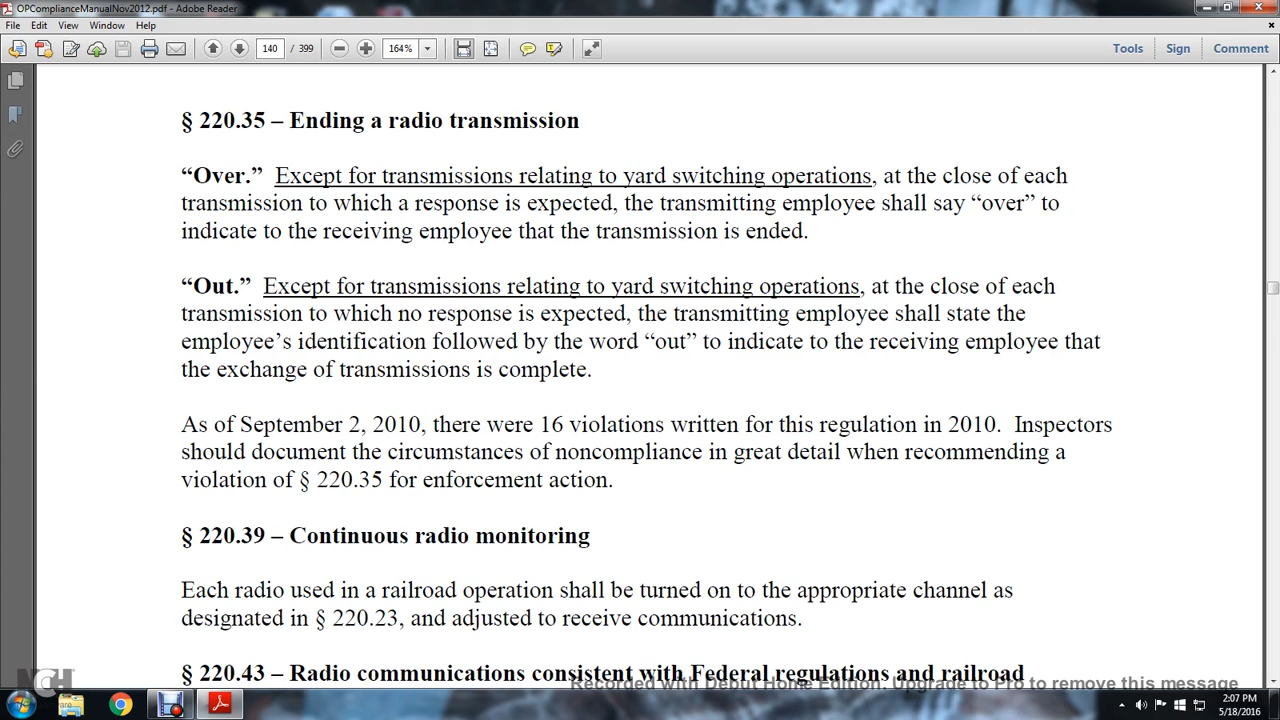 OPComplianceManualNov2012.pdf - Adobe Reader
File Edit View Window Help
140 / 399 164% Tools Sign Comment
§ 220.35 – Ending a radio transmission
“Over.” Except for transmissions relating to yard switching operations, at the close of each
transmission to which a response is expected, the transmitting employee shall say “over” to
indicate to the receiving employee that the transmission is ended.
“Out.” Except for transmissions relating to yard switching operations, at the close of each
transmission to which no response is expected, the transmitting employee shall state the
employee’s identification followed by the word “out” to indicate to the receiving employee that
the exchange of transmissions is complete.
As of September 2, 2010, there were 16 violations written for this regulation in 2010. Inspectors
should document the circumstances of noncompliance in great detail when recommending a
violation of § 220.35 for enforcement action.
§ 220.39 – Continuous radio monitoring
Each radio used in a railroad operation shall be turned on to the appropriate channel as
designated in § 220.23, and adjusted to receive communications.
§ 220.43 – Radio communications consistent with Federal regulations and railroad
NCH
Recorded with Debut Home Edition. Upgrade to Pro to remove this message
2:07 PM
5/18/2016